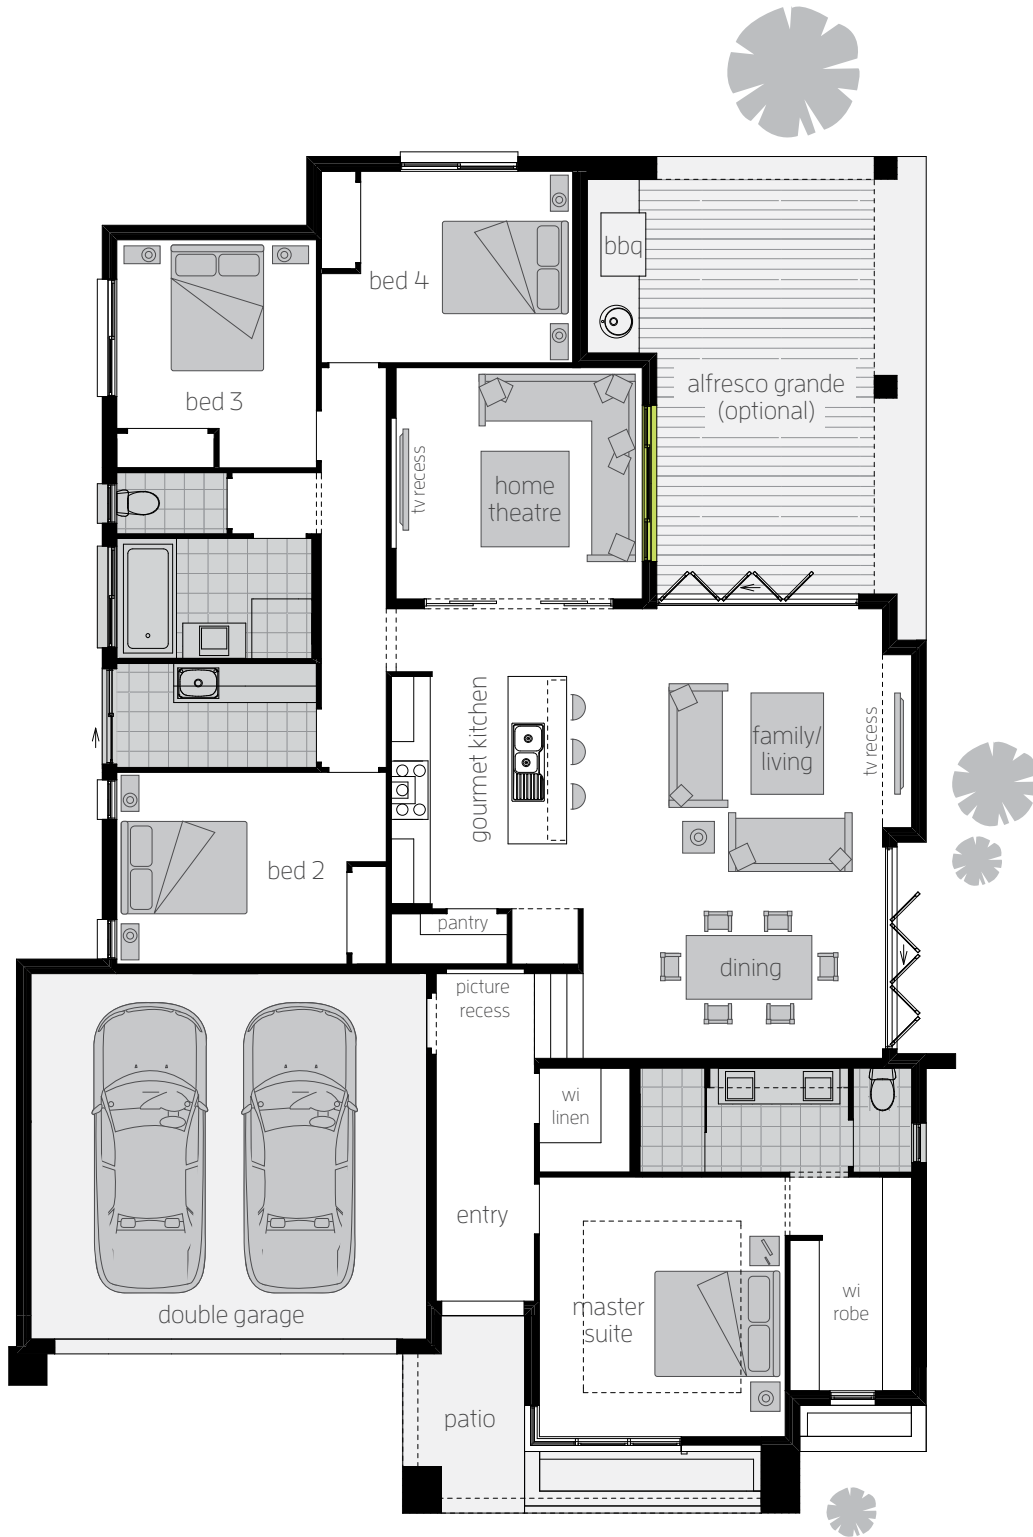 bbq
bed 4
alfresco grande
(optional)
bed 3
tv recess
home
theatre
gourmet kitchen
family/
living
tv recess
bed 2
pantry
dining
picture
recess
wi
linen
entry
wi
robe
master
suite
double garage
patio